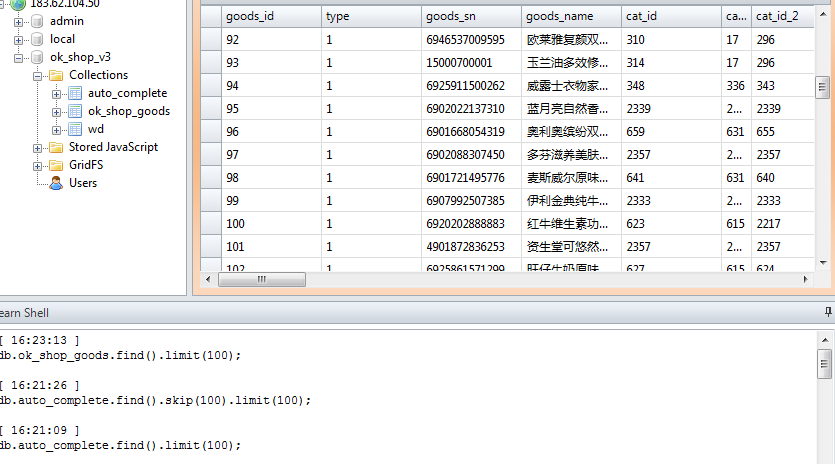 183.62.104.50
admin
local
ok_shop_v3
Collections
auto_complete
ok_shop_goods
wd
Stored JavaScript
GridFS
Users
goods_id type goods_sn goods_name cat_id ca... cat_id_2
92 1 6946537009595 欧莱雅复颜双... 310 17 296
93 1 15000700001 玉兰油多效修... 314 17 296
94 1 6925911500262 威露士衣物家... 348 336 343
95 1 6902022137310 蓝月亮自然香... 2339 2... 2339
96 1 6901668054319 奥利奥缤纷双... 659 631 655
97 1 6902088307450 多芬滋养美肤... 2357 2... 2357
98 1 6901721495776 麦斯威尔原味... 641 631 640
99 1 6907992507385 伊利金典纯牛... 2333 2... 2333
100 1 6920202888883 红牛维生素功... 623 615 2217
101 1 4901872836253 资生堂可悠然... 2357 2... 2357
102 1 6925861571299 旺仔牛奶原味... 627 615 624
earn Shell
[ 16:23:13 ]
db.ok_shop_goods.find().limit(100);
[ 16:21:26 ]
db.auto_complete.find().skip(100).limit(100);
[ 16:21:09 ]
db.auto_complete.find().limit(100);